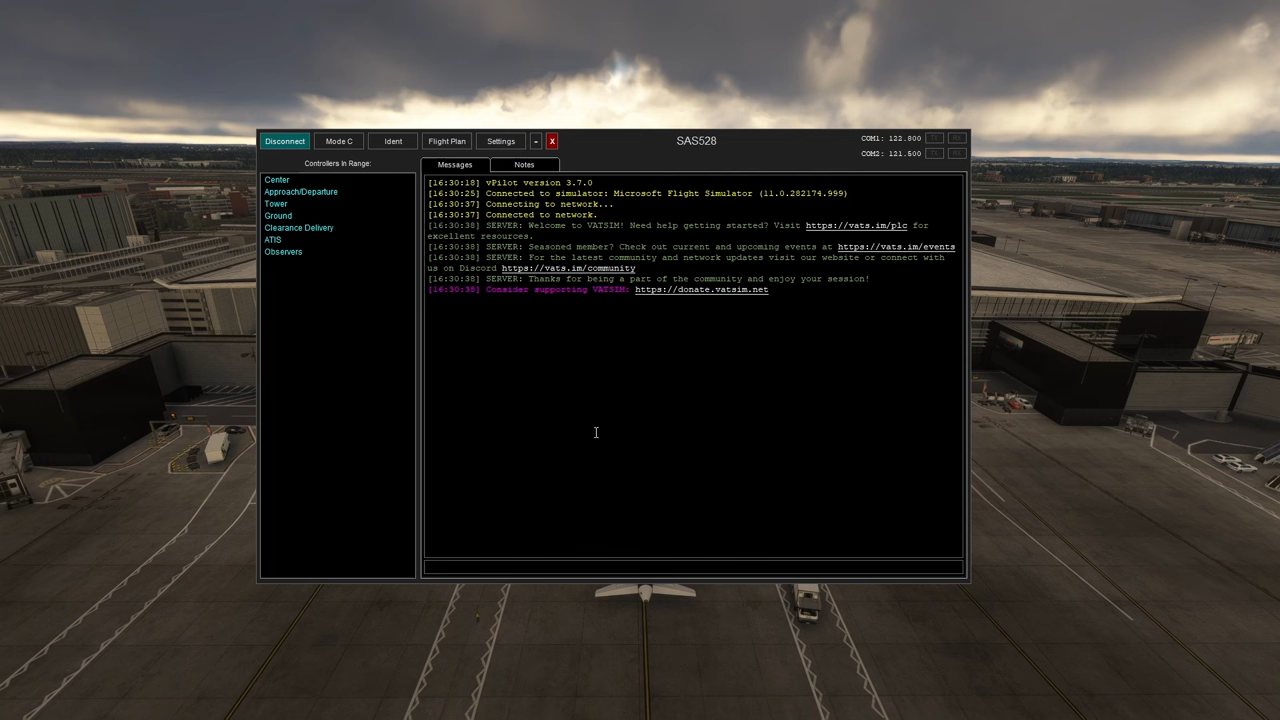 Disconnect Mode C Ident Flight Plan Settings - X SAS528 COM1: 122.800 TX RX
COM2: 121.500 TX RX
Controllers In Range:
Center
Approach/Departure
Tower
Ground
Clearance Delivery
ATIS
Observers
Messages Notes
[16:30:18] vPilot version 3.7.0
[16:30:25] Connected to simulator: Microsoft Flight Simulator (11.0.282174.999)
[16:30:37] Connecting to network...
[16:30:37] Connected to network.
[16:30:38] SERVER: Welcome to VATSIM! Need help getting started? Visit https://vats.im/plc for
excellent resources.
[16:30:38] SERVER: Seasoned member? Check out current and upcoming events at https://vats.im/events
[16:30:38] SERVER: For the latest community and network updates visit our website or connect with
us on Discord https://vats.im/community
[16:30:38] SERVER: Thanks for being a part of the community and enjoy your session!
[16:30:38] Consider supporting VATSIM: https://donate.vatsim.net